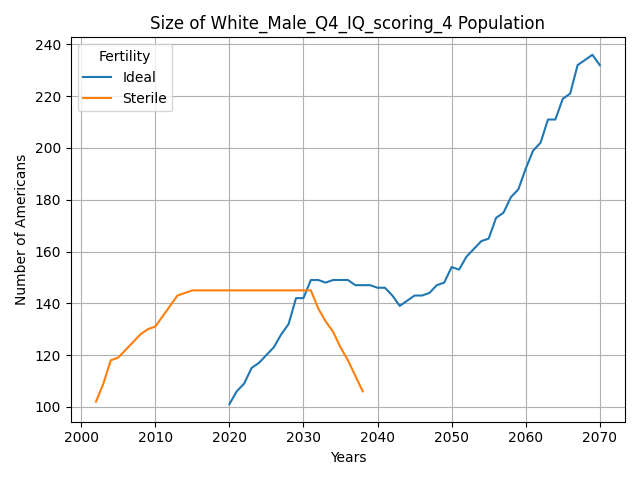 Size of White_Male_Q4_IQ_scoring_4 Population
Fertility
Ideal
Sterile
Number of Americans
240
220
200
180
160
140
120
100
2000 2010 2020 2030 2040 2050 2060 2070
Years